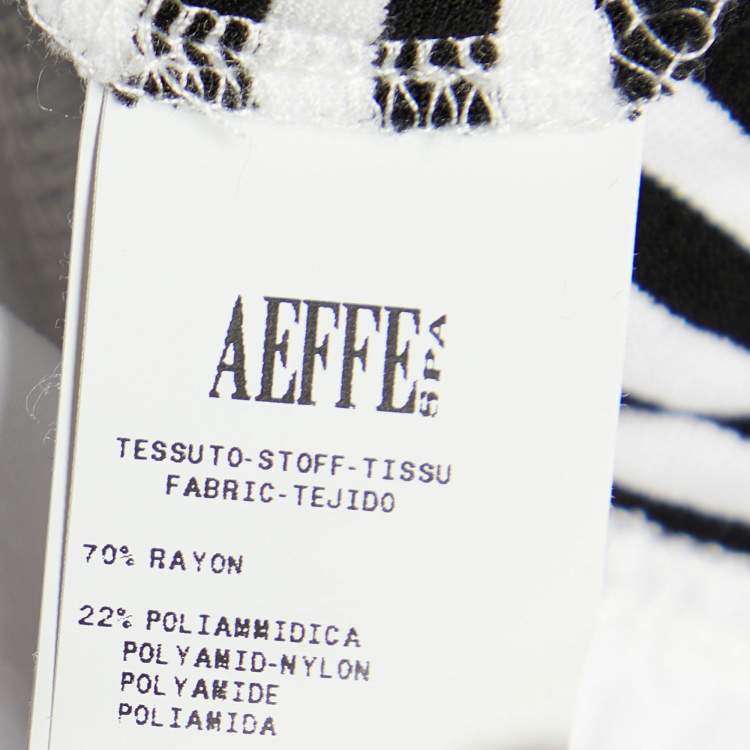 AEFFE SPA
TESSUTO-STOFF-TISSU
FABRIC-TEJIDO
70% RAYON
22% POLIAMMIDICA
POLYAMID-NYLON
POLYAMIDE
POLIAMIDA